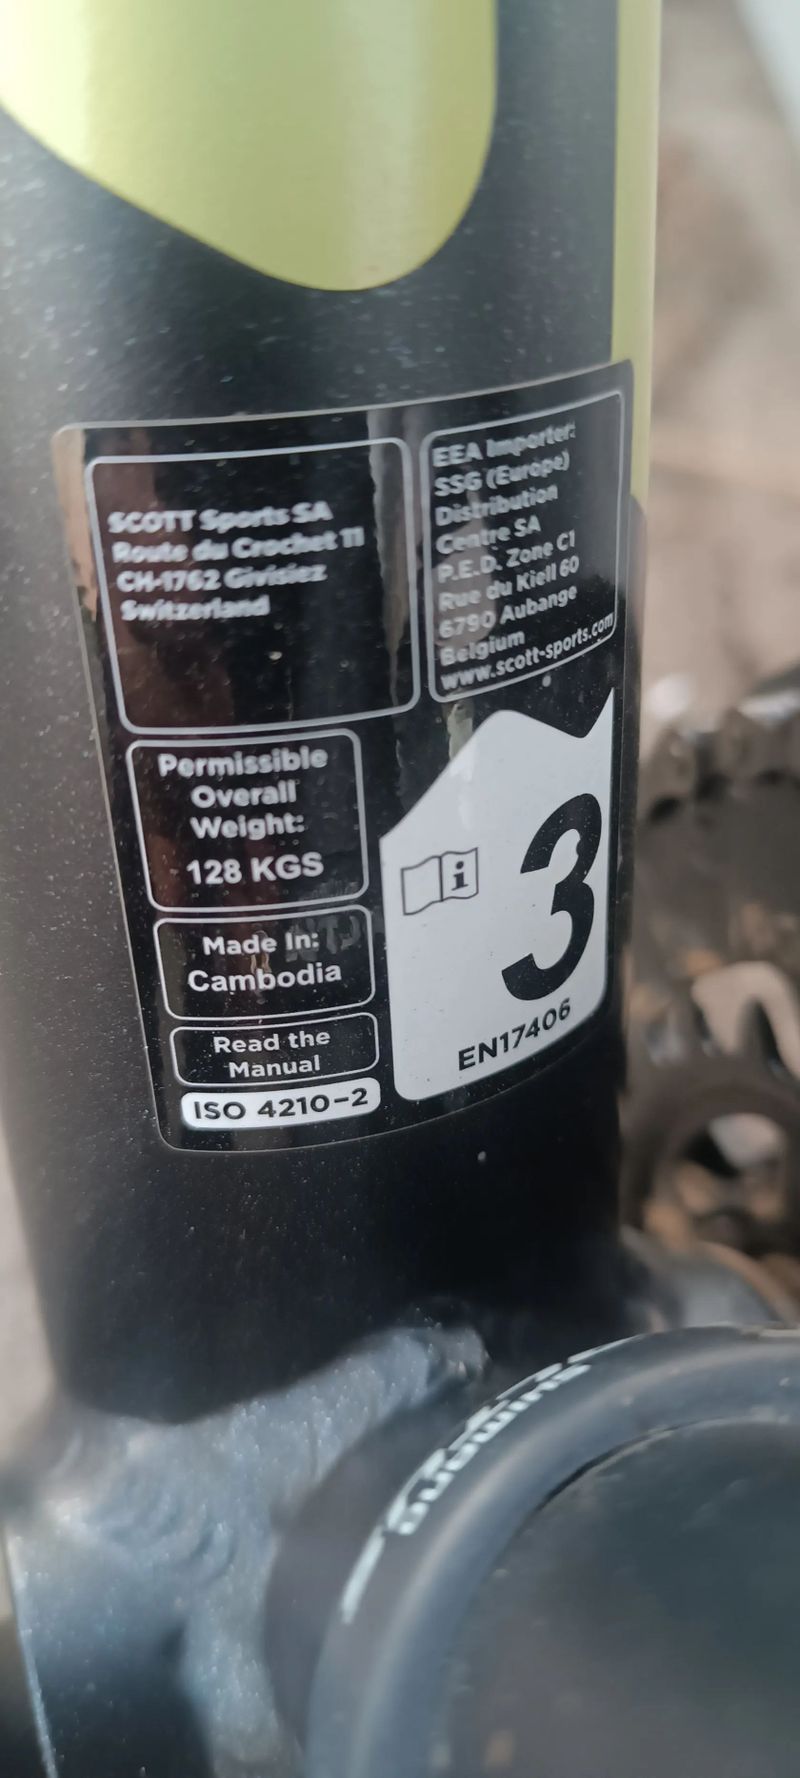 SCOTT Sports SA
Route du Crochet 11
CH-1762 Givisiez
Switzerland
EEA Importer:
SSG (Europe)
Distribution
Centre SA
P.E.D. Zone C1
Rue du Kiell 60
6790 Aubange
Belgium
www.scott-sports.com
Permissible
Overall
Weight:
128 KGS
Made In:
Cambodia
Read the
Manual
ISO 4210-2
i
3
EN17406
SHIMANO